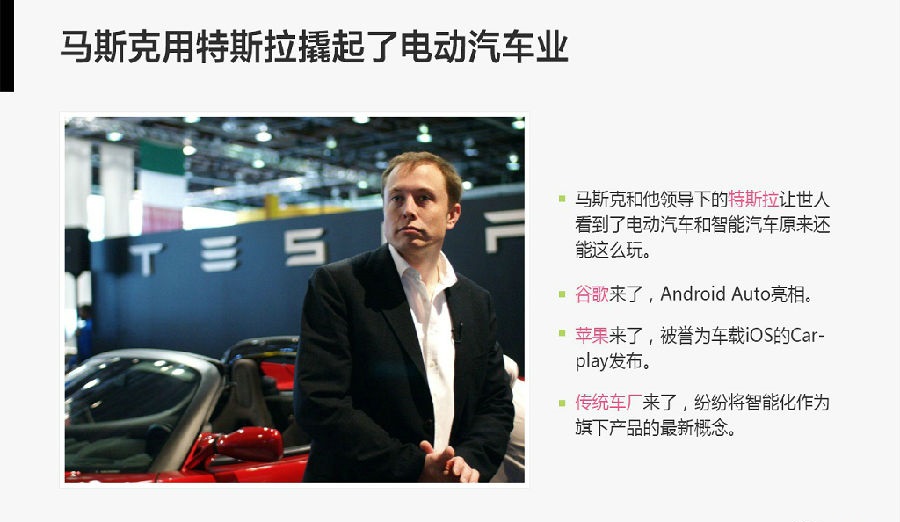 马斯克用特斯拉撬起了电动汽车业
TES
马斯克和他领导下的特斯拉让世人
看到了电动汽车和智能汽车原来还
能这么玩。
谷歌来了，Android Auto亮相。
苹果来了，被誉为车载iOS的Car-
play发布。
传统车厂来了，纷纷将智能化作为
旗下产品的最新概念。